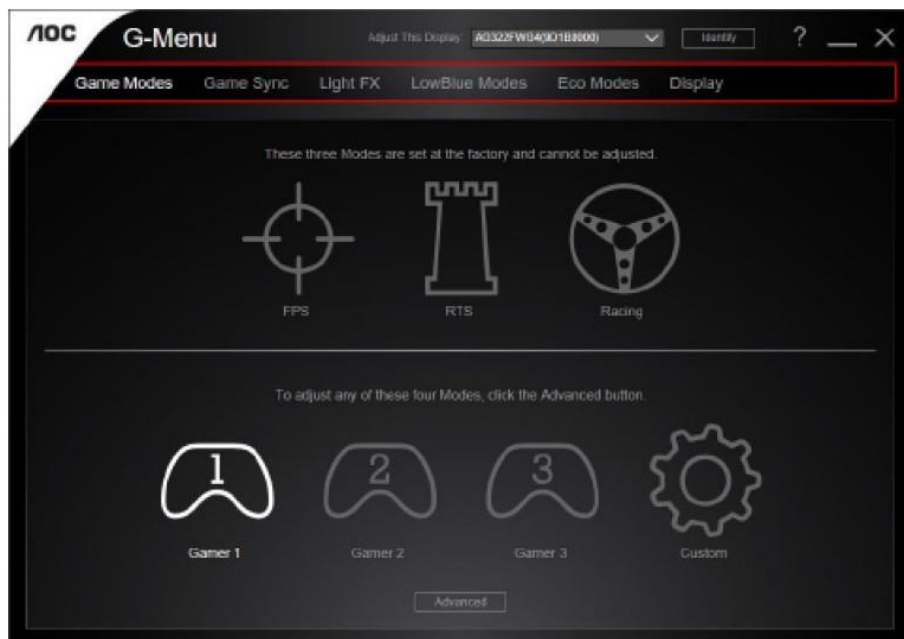 AOC G-Menu Adjust This Display: Identify ?
Game Modes Game Sync Light FX LowBlue Modes Eco Modes Display
These three Modes are set at the factory and cannot be adjusted.
FPS RTS Racing
To adjust any of these four Modes, click the Advanced button.
1 2 3
Gamer 1 Gamer 2 Gamer 3 Custom
Advanced